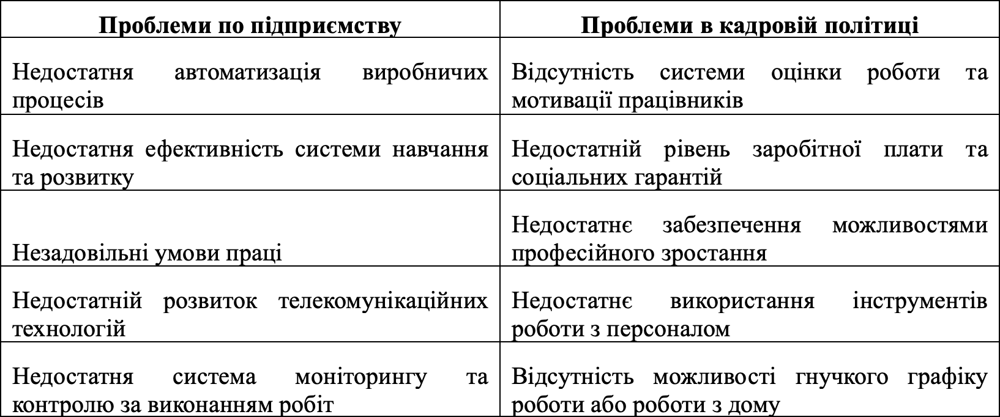 Проблеми по підприємству
Проблеми в кадровій політиці
Недостатня автоматизація виробничих
процесів
Відсутність системи оцінки роботи та
мотивації працівників
Недостатня ефективність системи навчання
та розвитку
Недостатній рівень заробітної плати та
соціальних гарантій
Незадовільні умови праці
Недостатнє забезпечення можливостями
професійного зростання
Недостатній розвиток телекомунікаційних
технологій
Недостатнє використання інструментів
роботи з персоналом
Недостатня система моніторингу та
контролю за виконанням робіт
Відсутність можливості гнучкого графіку
роботи або роботи з дому